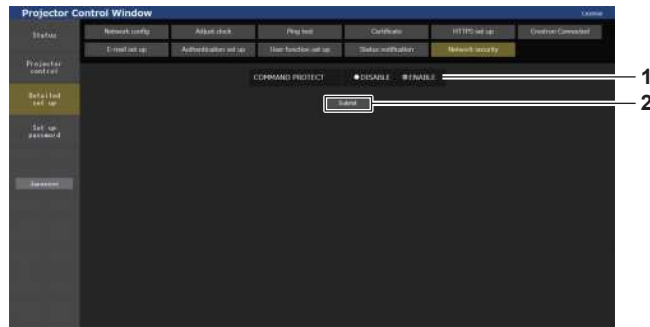 Projector Control Window
License
Status
Network config
Adjust clock
Ping test
Certificate
HTTPS set up
Crestron Connected
E-mail set up
Authentication set up
User function set up
Status notification
Network security
Projector
control
COMMAND PROTECT
DISABLE
ENABLE
1
Detailed
set up
Submit
2
Set up
password
Japanese